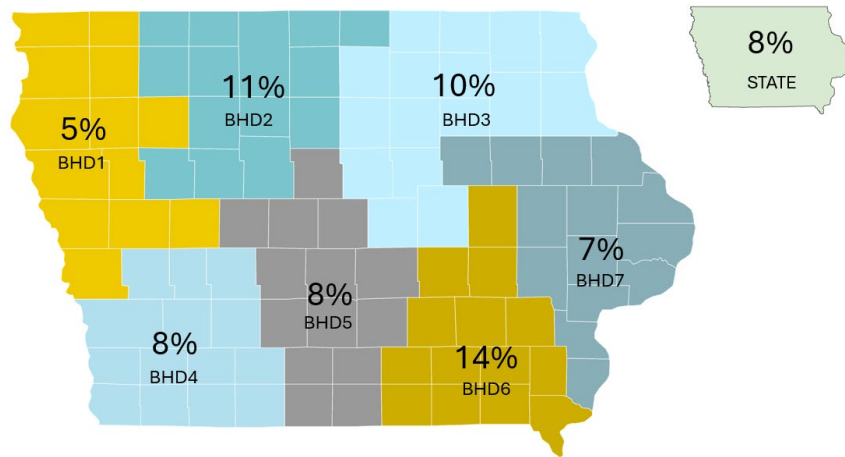 8%
STATE
11%
BHD2
10%
BHD3
5%
BHD1
7%
BHD7
8%
BHD5
8%
BHD4
14%
BHD6